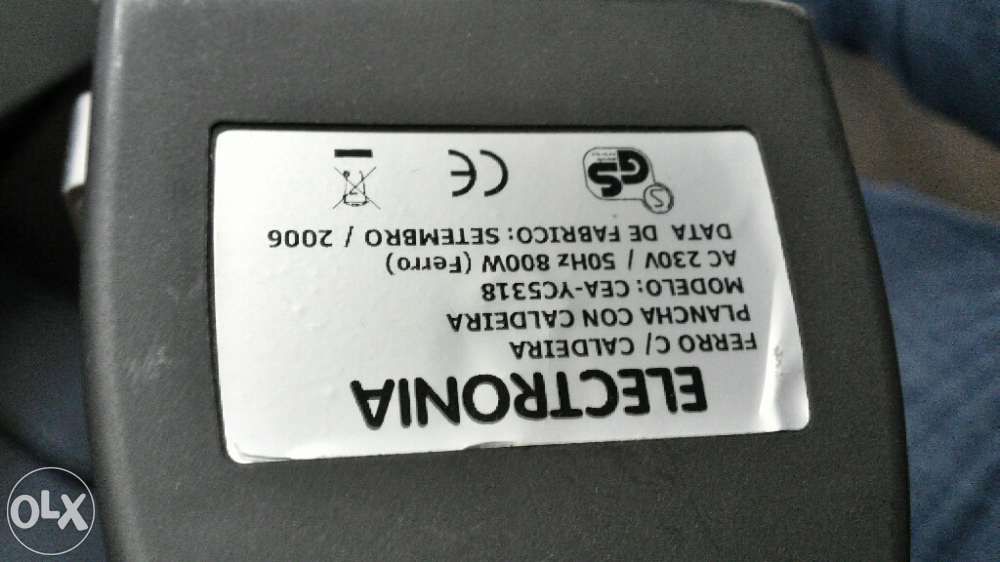 ELECTRONIA
FERRO C/ CALDEIRA
PLANCHA CON CALDEIRA
MODELO: CEA-YC5318
AC 230V / 50Hz 800W (Ferro)
DATA DE FABRICO: SETEMBRO / 2006
S GS CE
OLX